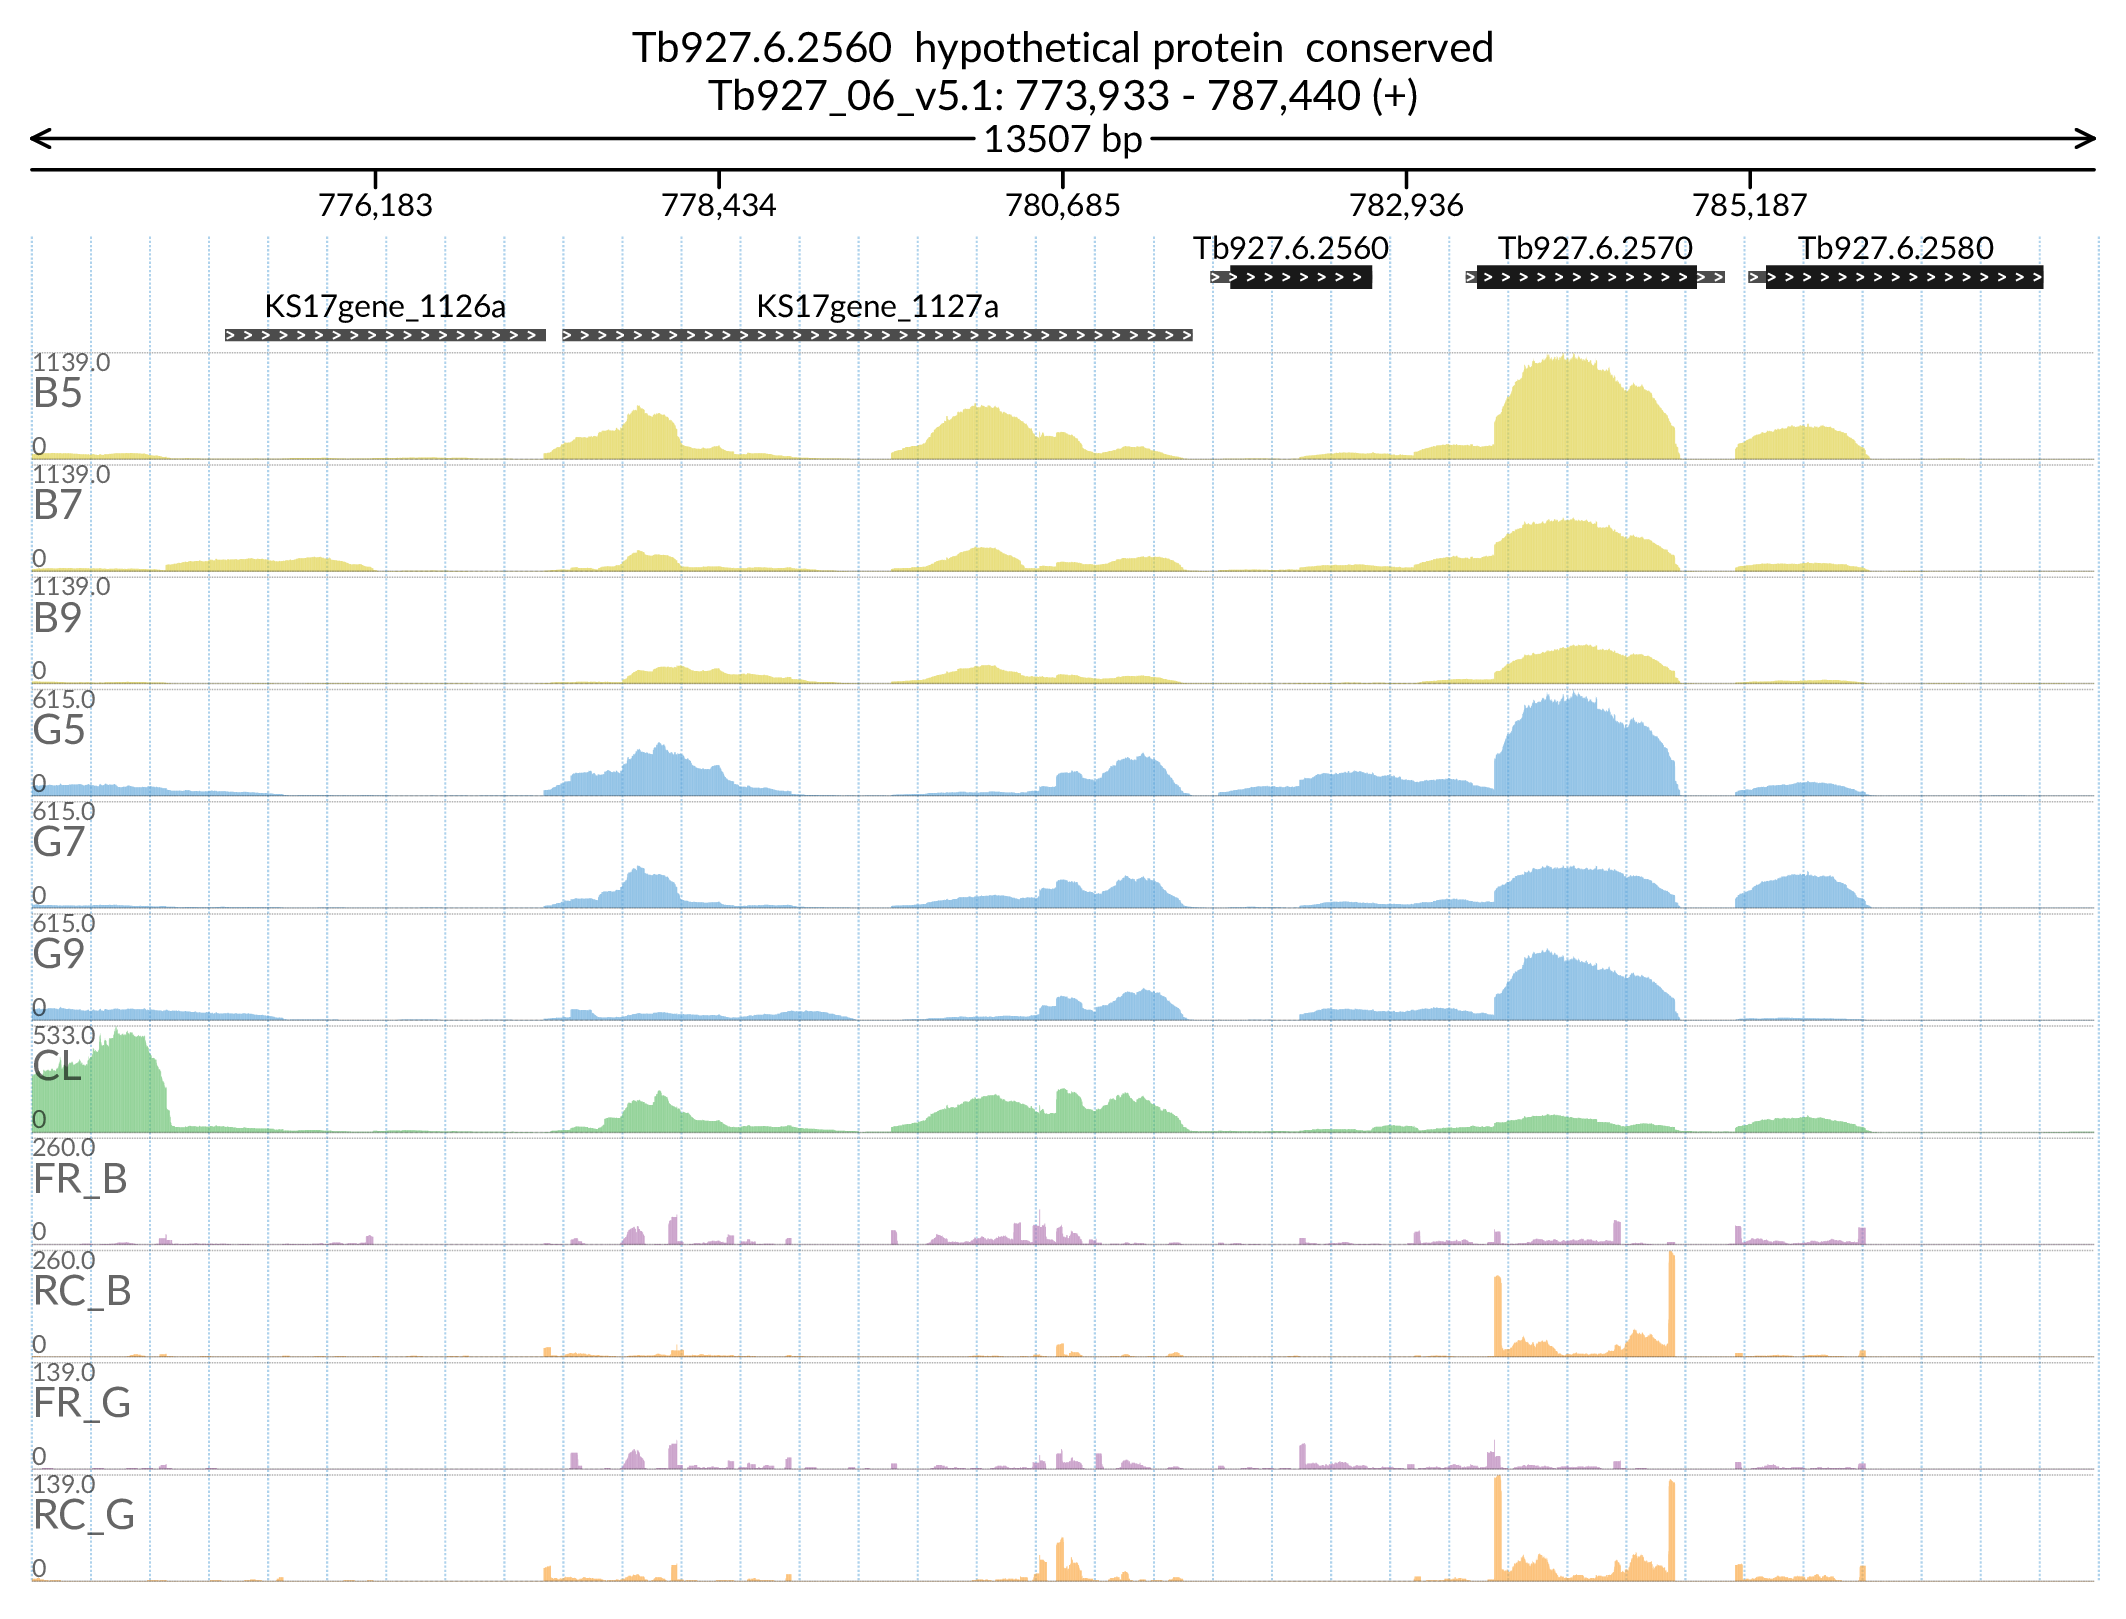 Tb927.6.2560 hypothetical protein conserved
Tb927_06_v5.1: 773,933 - 787,440 (+)
13507 bp
776,183 778,434 780,685 782,936 785,187
Tb927.6.2560 Tb927.6.2570 Tb927.6.2580
KS17gene_1126a KS17gene_1127a
1139.0
B5
0
1139.0
B7
0
1139.0
B9
0
615.0
G5
0
615.0
G7
0
615.0
G9
0
533.0
CL
0
260.0
FR_B
0
260.0
RC_B
0
139.0
FR_G
0
139.0
RC_G
0